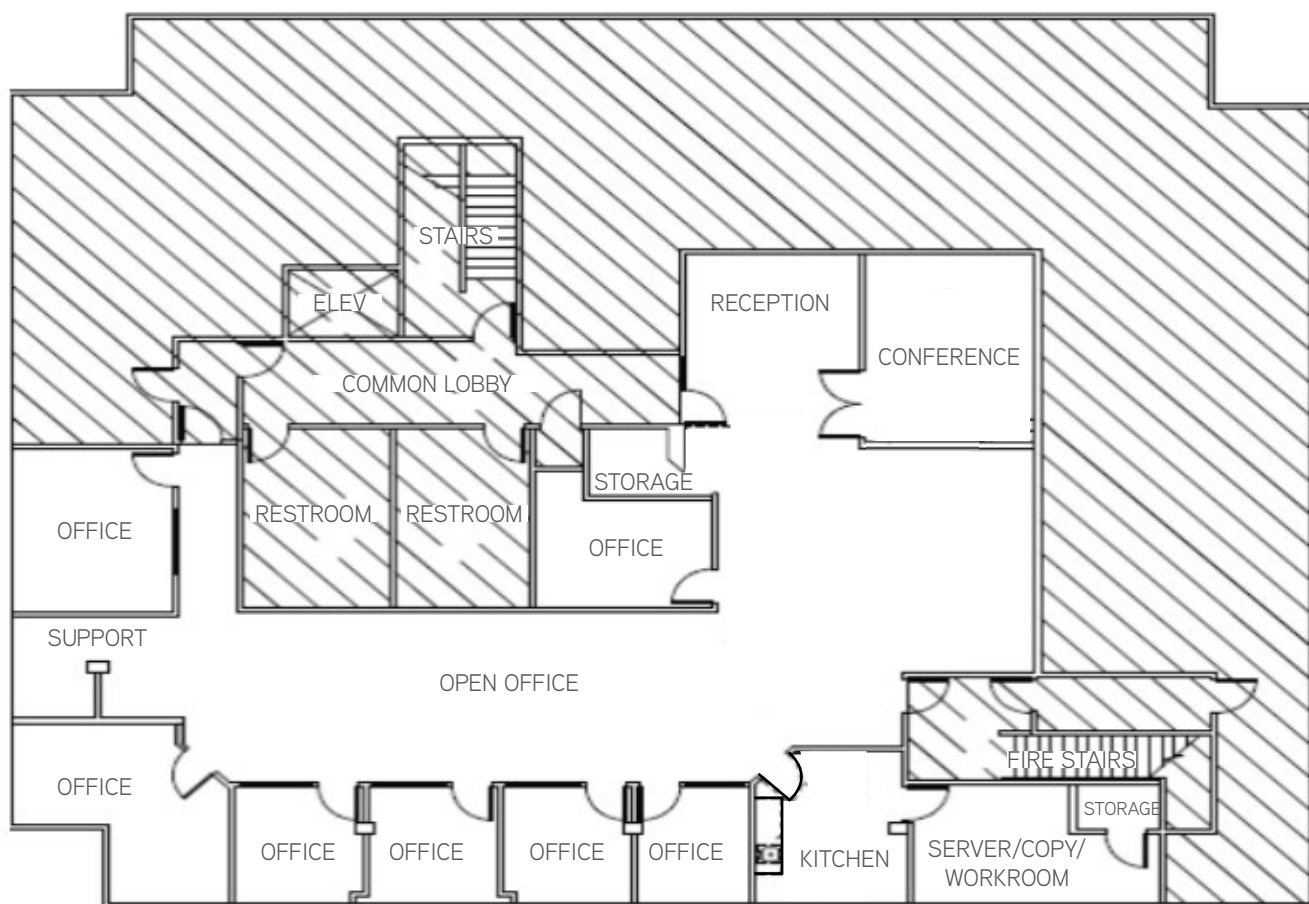 STAIRS
ELEV
RECEPTION
CONFERENCE
COMMON LOBBY
STORAGE
RESTROOM
RESTROOM
OFFICE
OFFICE
SUPPORT
OPEN OFFICE
FIRE STAIRS
OFFICE
STORAGE
OFFICE
OFFICE
OFFICE
OFFICE
KITCHEN
SERVER/COPY/
WORKROOM